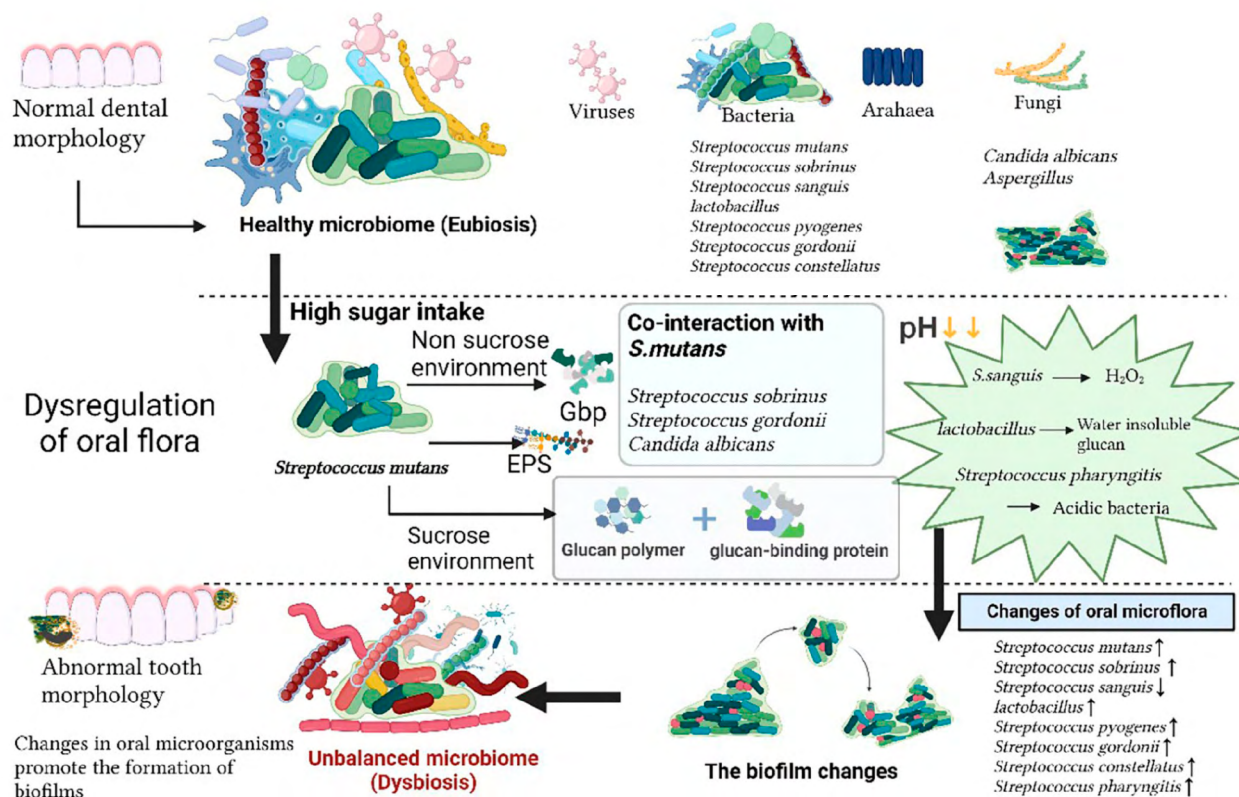 Normal dental
morphology
Healthy microbiome (Eubiosis)
Viruses
Bacteria
Streptococcus mutans
Streptococcus sobrinus
Streptococcus sanguis
lactobacillus
Streptococcus pyogenes
Streptococcus gordonii
Streptococcus constellatus
Arahaea
Fungi
Candida albicans
Aspergillus
High sugar intake
Dysregulation
of oral flora
Streptococcus mutans
Non sucrose
environment
Gbp
EPS
Sucrose
environment
Co-interaction with
S.mutans
Streptococcus sobrinus
Streptococcus gordonii
Candida albicans
Glucan polymer + glucan-binding protein
pH↓↓
S.sanguis → H₂O₂
lactobacillus → Water insoluble
glucan
Streptococcus pharyngitis
→ Acidic bacteria
Changes of oral microflora
Streptococcus mutans↑
Streptococcus sobrinus ↑
Streptococcus sanguis↓
lactobacillus↑
Streptococcus pyogenes↑
Streptococcus gordonii↑
Streptococcus constellatus↑
Streptococcus pharyngitis↑
The biofilm changes
Unbalanced microbiome
(Dysbiosis)
Abnormal tooth
morphology
Changes in oral microorganisms
promote the formation of
biofilms